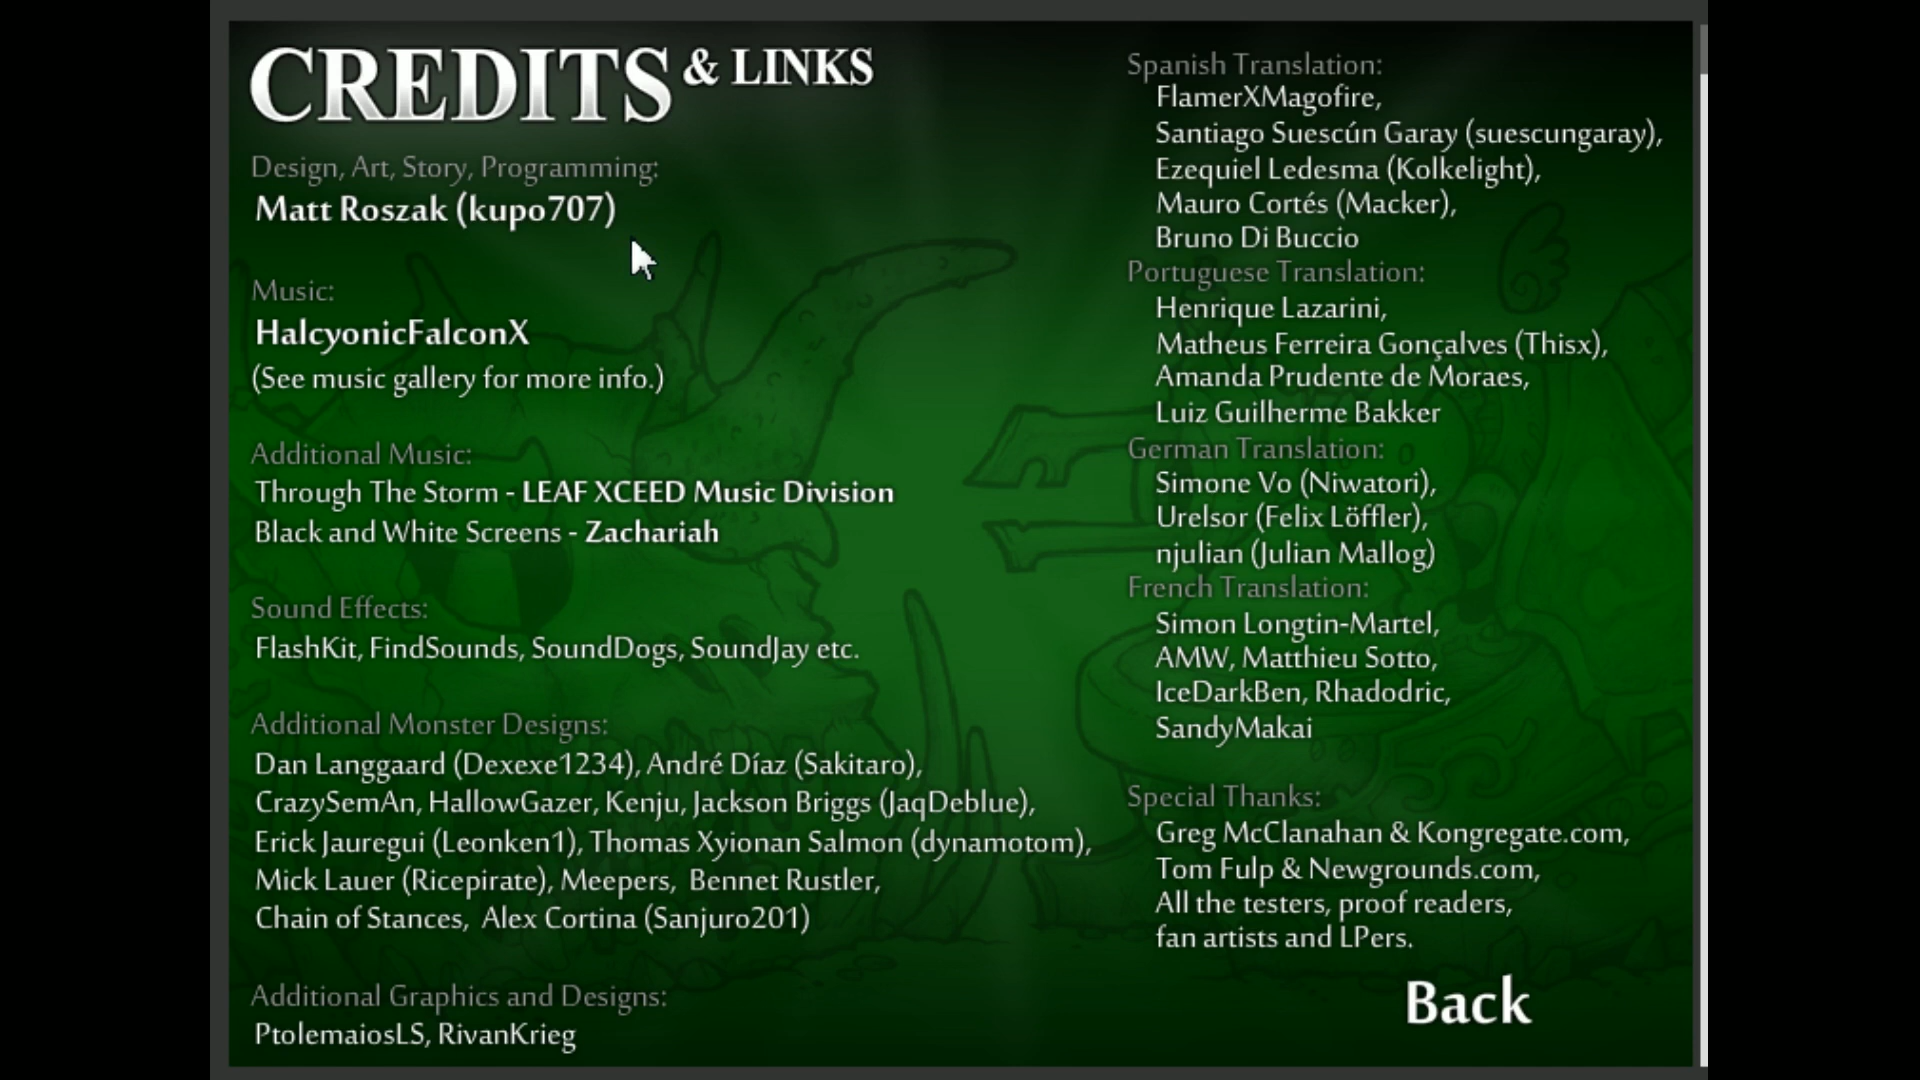 CREDITS & LINKS
Design, Art, Story, Programming:
Matt Roszak (kupo707)
Music:
HalcyonicFalconX
(See music gallery for more info.)
Additional Music:
Through The Storm - LEAF XCEED Music Division
Black and White Screens - Zachariah
Sound Effects:
FlashKit, FindSounds, SoundDogs, SoundJay etc.
Additional Monster Designs:
Dan Langgaard (Dexexe1234), André Díaz (Sakitaro),
CrazySemAn, HallowGazer, Kenju, Jackson Briggs (JaqDeblue),
Erick Jauregui (Leonken1), Thomas Xyionan Salmon (dynamotom),
Mick Lauer (Ricepirate), Meepers, Bennet Rustler,
Chain of Stances, Alex Cortina (Sanjuro201)
Additional Graphics and Designs:
PtolemaiosLS, RivanKrieg
Spanish Translation:
FlamerXMagofire,
Santiago Suescún Garay (suescungaray),
Ezequiel Ledesma (Kolkelight),
Mauro Cortés (Macker),
Bruno Di Buccio
Portuguese Translation:
Henrique Lazarini,
Matheus Ferreira Gonçalves (Thisx),
Amanda Prudente de Moraes,
Luiz Guilherme Bakker
German Translation:
Simone Vo (Niwatori),
Urelsor (Felix Löffler),
njulian (Julian Mallog)
French Translation:
Simon Longtin-Martel,
AMW, Matthieu Sotto,
IceDarkBen, Rhadodric,
SandyMakai
Special Thanks:
Greg McClanahan & Kongregate.com,
Tom Fulp & Newgrounds.com,
All the testers, proof readers,
fan artists and LPers.
Back